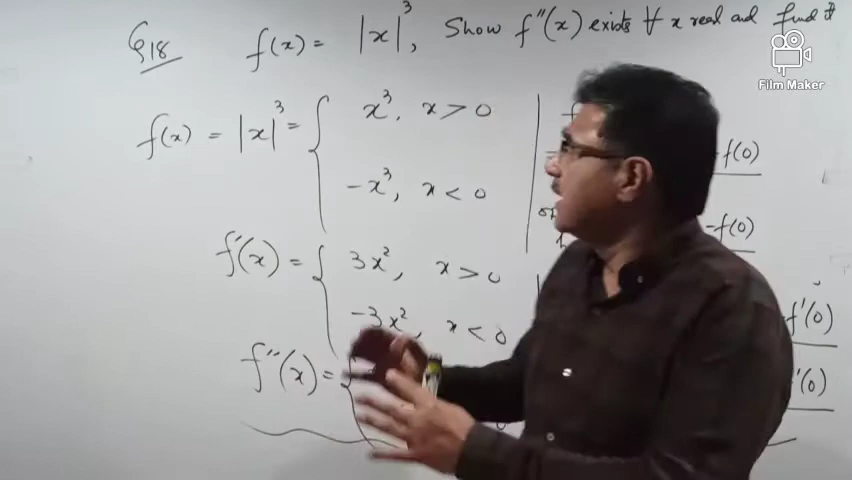 Q18 f(x) = |x|³, Show f''(x) exists ∀ x real and find it
Film Maker
f(x) = |x|³ = { x³, x > 0
-x³, x < 0
-f(0)
-f(0)
f'(x) = { 3x², x > 0
-3x², x < 0
f'(0)
f''(x) = {
'(0)